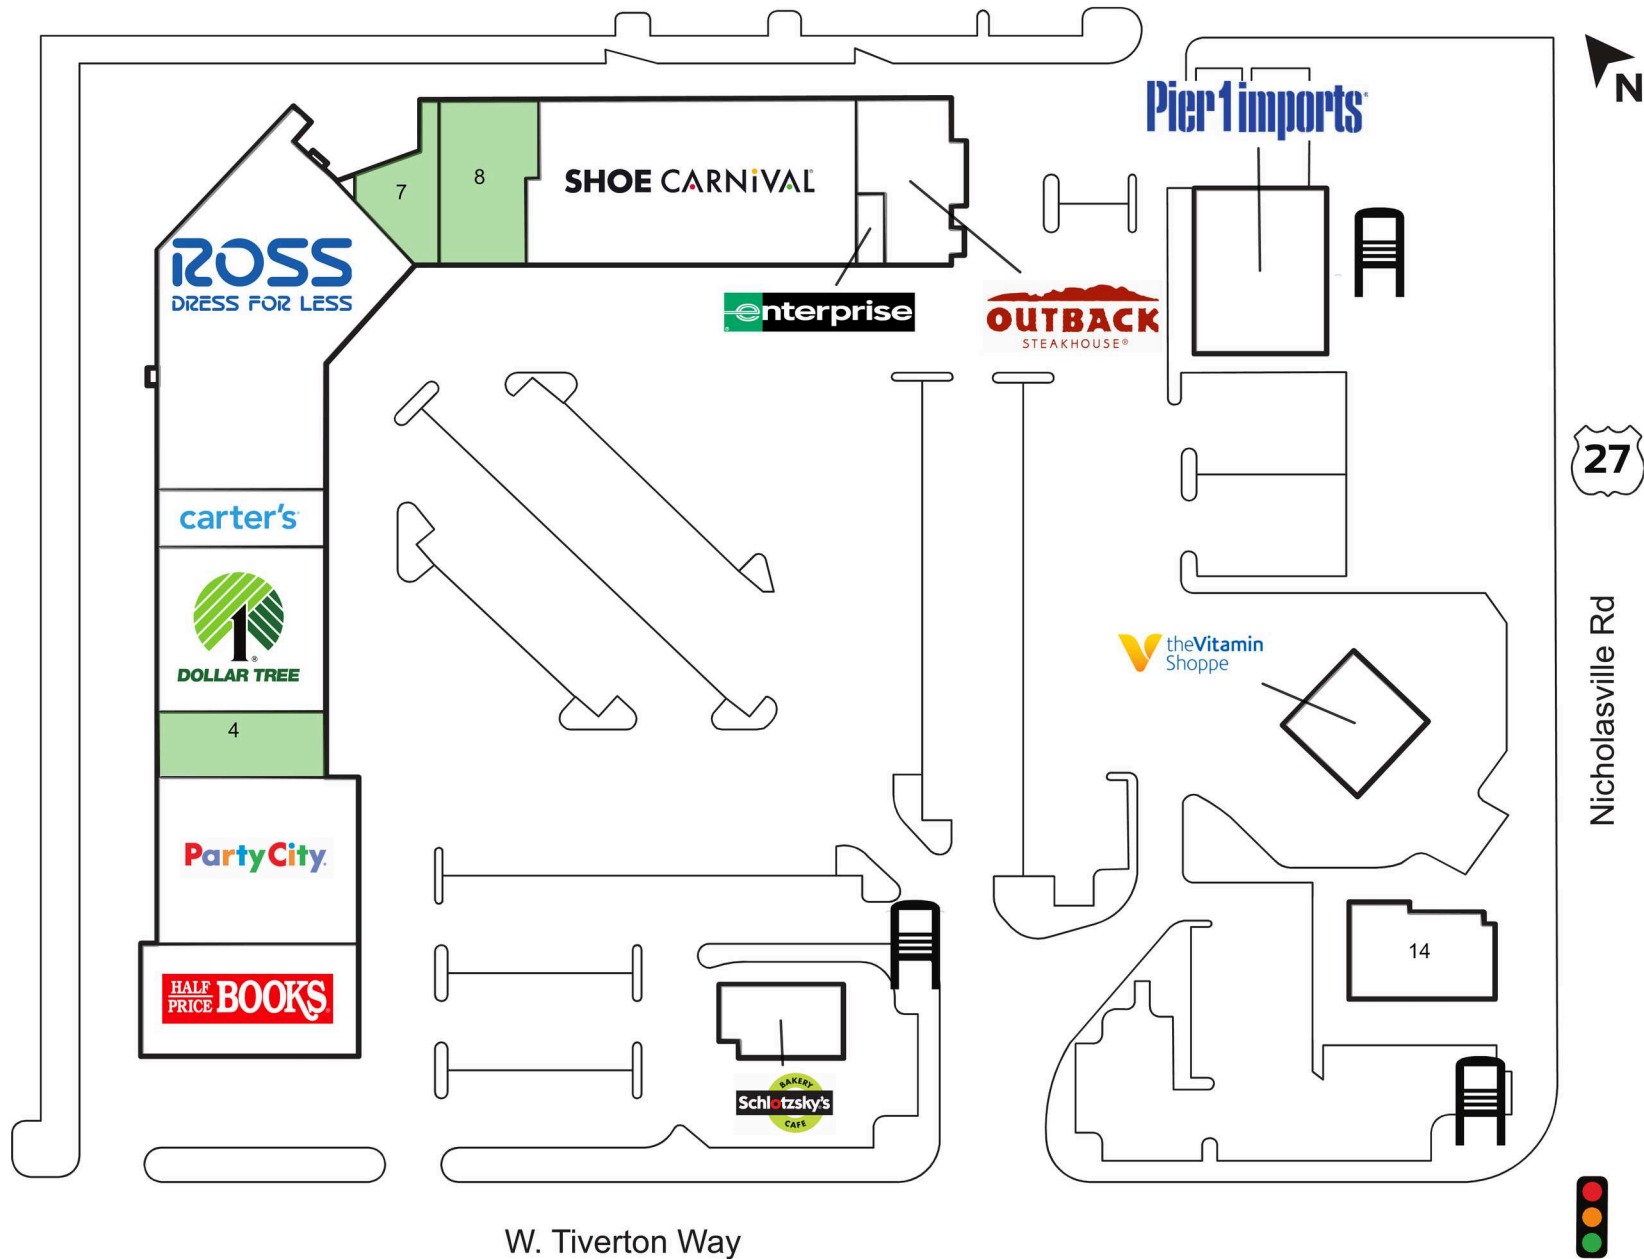 N
Pier 1 imports
7
8
SHOE CARNiVAL
ROSS
DRESS FOR LESS
enterprise
OUTBACK
STEAKHOUSE®
27
carter's
1
DOLLAR TREE
theVitamin
Shoppe
Nicholasville Rd
4
Party City
14
HALF
PRICE BOOKS
BAKERY
Schlotzsky's
CAFE
W. Tiverton Way